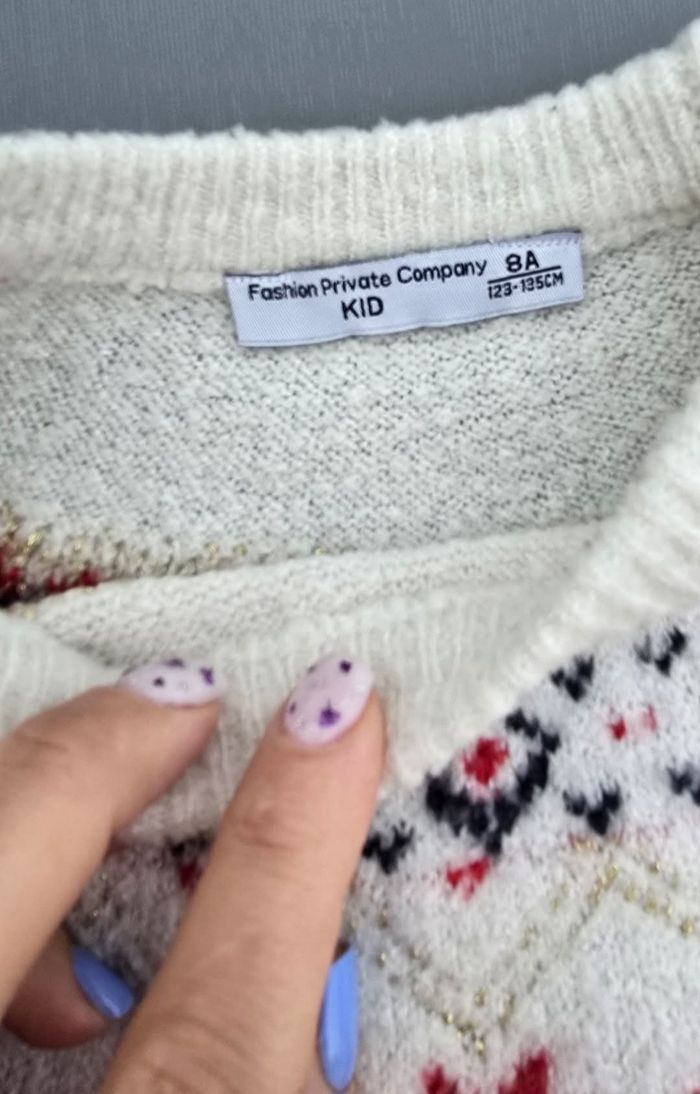 Fashion Private Company
KID
8A
123-135CM